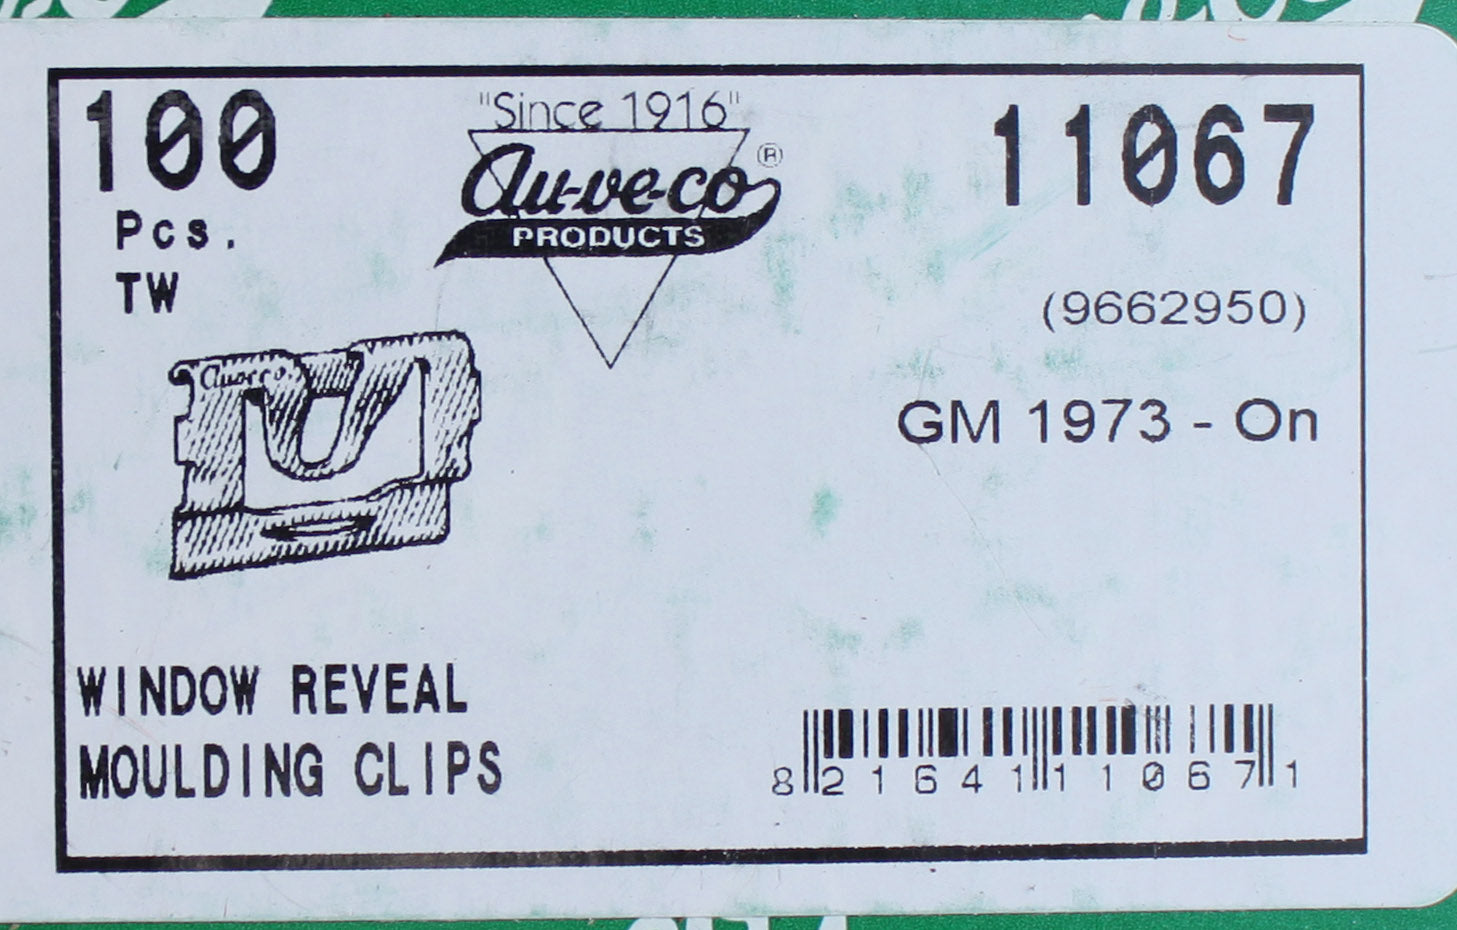 100
Pcs.
TW
"Since 1916"
Au-ve-co ®
PRODUCTS
11067
(9662950)
GM 1973 - On
Auveco
WINDOW REVEAL
MOULDING CLIPS
8 21641 11067 1